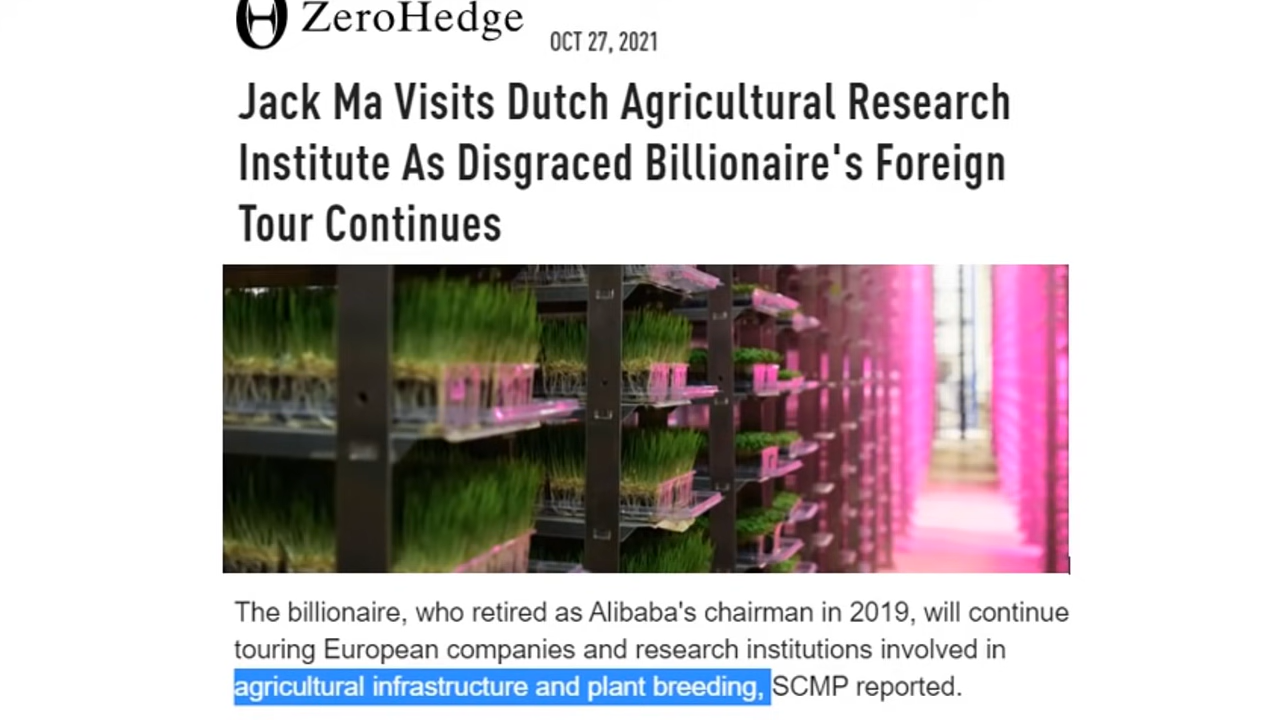 ZeroHedge
OCT 27, 2021
Jack Ma Visits Dutch Agricultural Research
Institute As Disgraced Billionaire's Foreign
Tour Continues
The billionaire, who retired as Alibaba's chairman in 2019, will continue
touring European companies and research institutions involved in
agricultural infrastructure and plant breeding, SCMP reported.